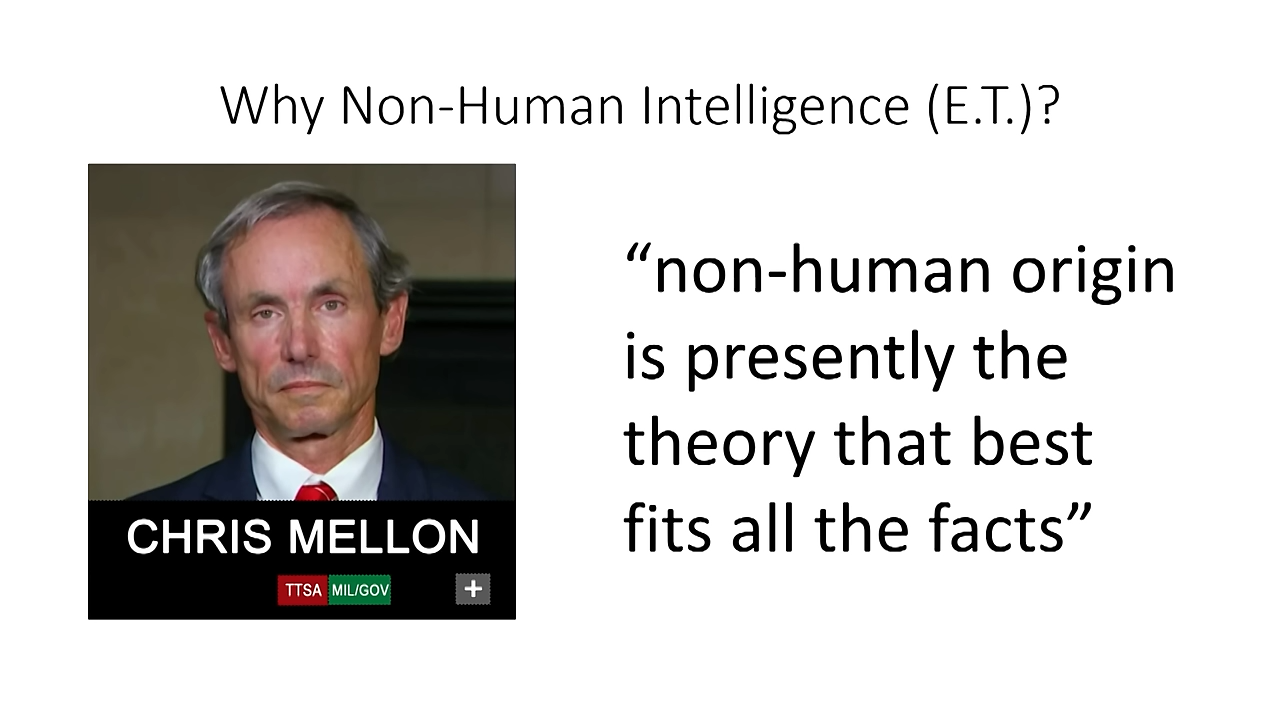 Why Non-Human Intelligence (E.T.)?
“non-human origin
is presently the
theory that best
fits all the facts”
CHRIS MELLON
TTSA MIL/GOV +